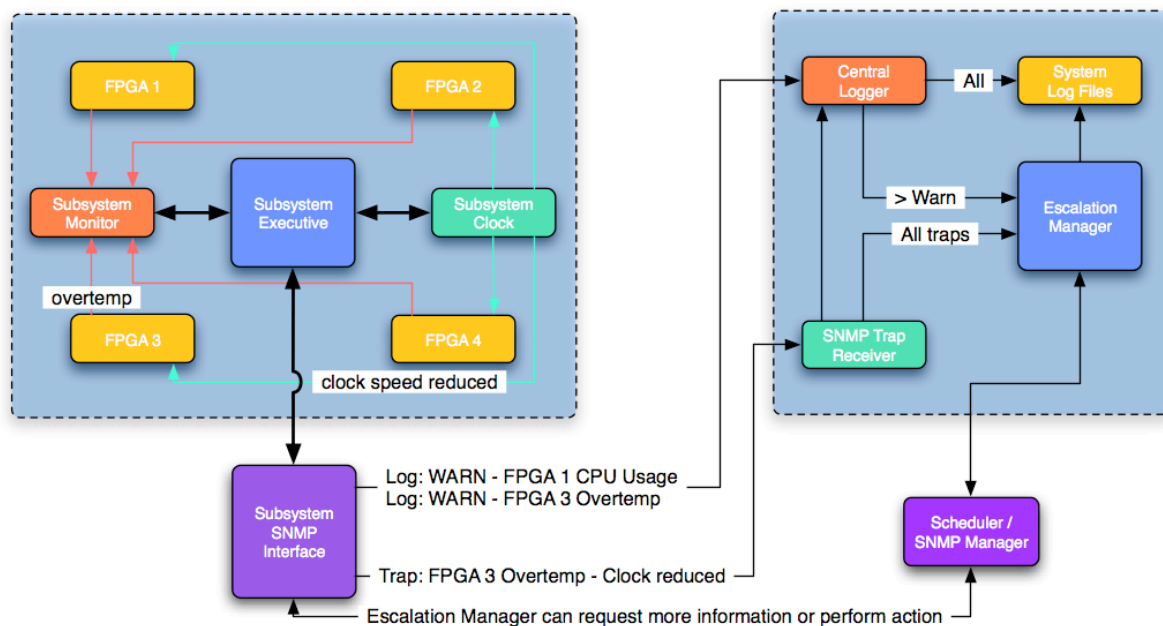 FPGA 1
FPGA 2
Subsystem
Monitor
Subsystem
Executive
Subsystem
Clock
overtemp
FPGA 3
FPGA 4
clock speed reduced
Central
Logger
All
System
Log Files
> Warn
Escalation
Manager
All traps
SNMP Trap
Receiver
Subsystem
SNMP
Interface
Log: WARN - FPGA 1 CPU Usage
Log: WARN - FPGA 3 Overtemp
Trap: FPGA 3 Overtemp - Clock reduced
Scheduler /
SNMP Manager
Escalation Manager can request more information or perform action